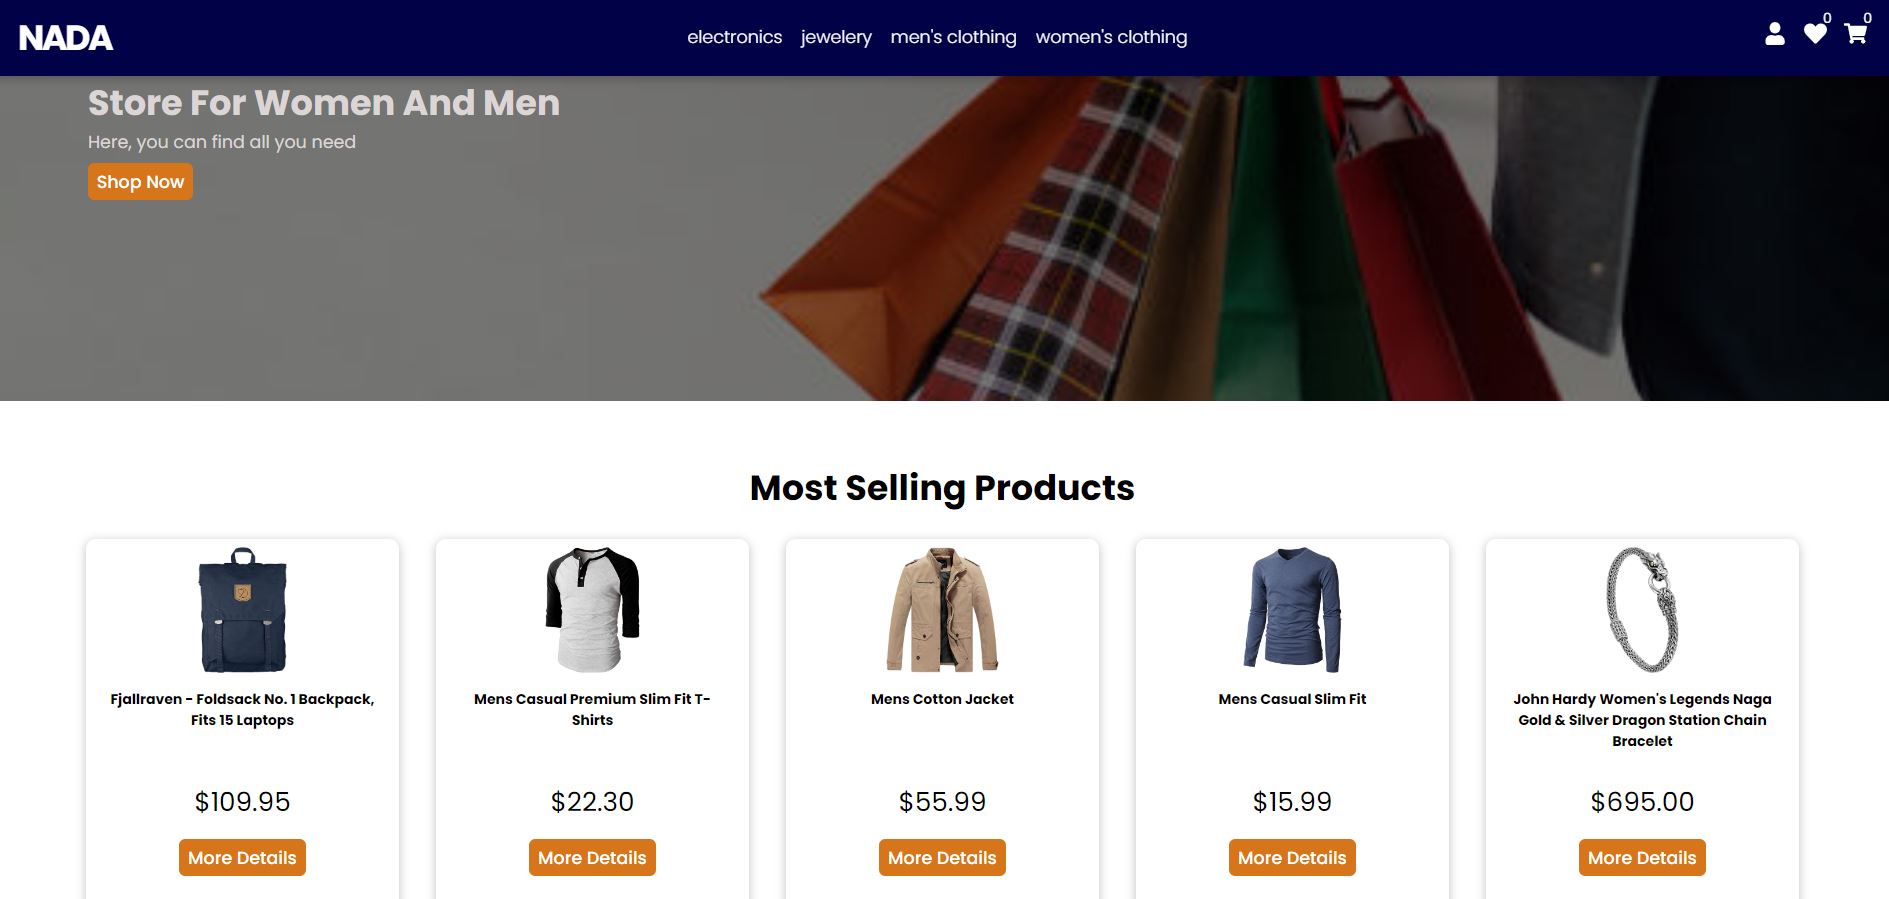 NADA
electronics jewelery men's clothing women's clothing
0 0
Store For Women And Men
Here, you can find all you need
Shop Now
Most Selling Products
Fjallraven - Foldsack No. 1 Backpack,
Fits 15 Laptops
$109.95
More Details
Mens Casual Premium Slim Fit T-
Shirts
$22.30
More Details
Mens Cotton Jacket
$55.99
More Details
Mens Casual Slim Fit
$15.99
More Details
John Hardy Women's Legends Naga
Gold & Silver Dragon Station Chain
Bracelet
$695.00
More Details